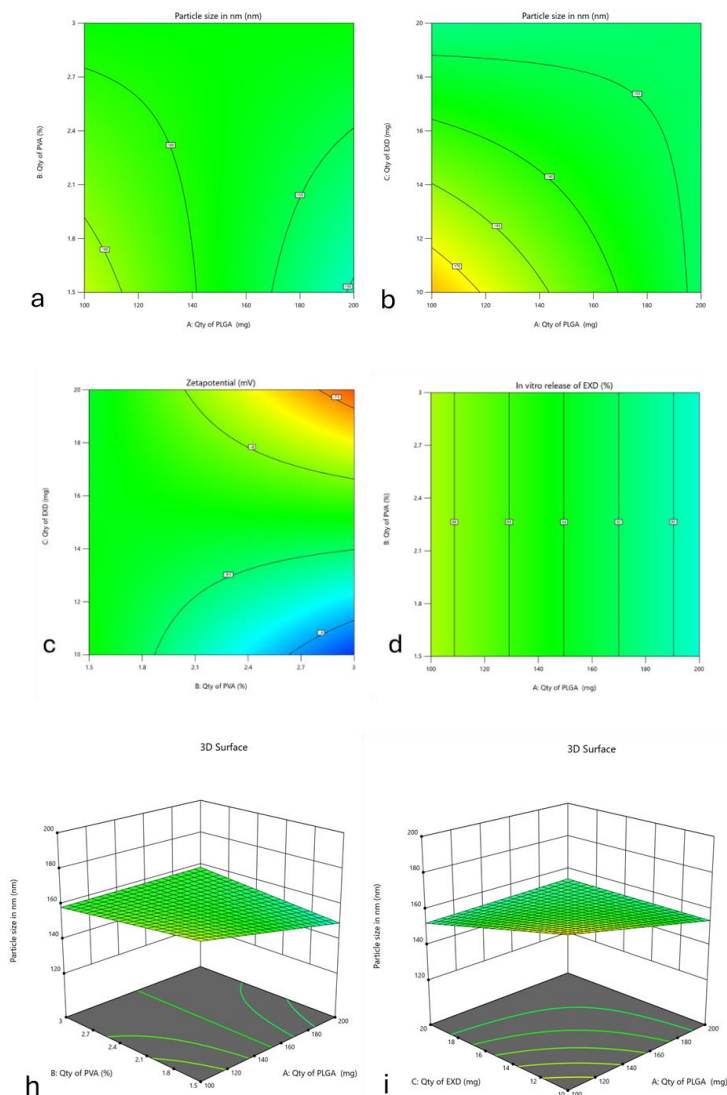 Particle size in nm (nm)
B: Qty of PVA (%)
3
2.7
2.4
2.1
1.8
1.5
100 120 140 160 180 200
A: Qty of PLGA (mg)
a
Particle size in nm (nm)
C: Qty of EXD (mg)
20
18
16
14
12
10
100 120 140 160 180 200
A: Qty of PLGA (mg)
b
Zetapotential (mV)
C: Qty of EXD (mg)
20
18
16
14
12
10
1.5 1.8 2.1 2.4 2.7 3
B: Qty of PVA (%)
c
In vitro release of EXD (%)
B: Qty of PVA (%)
3
2.7
2.4
2.1
1.8
1.5
100 120 140 160 180 200
A: Qty of PLGA (mg)
d
3D Surface
Particle size in nm (nm)
200
180
160
140
120
3
2.7
2.4
2.1
1.8
1.5
B: Qty of PVA (%)
100
120
140
160
180
200
A: Qty of PLGA (mg)
h
3D Surface
Particle size in nm (nm)
200
180
160
140
120
20
18
16
14
12
10
C: Qty of EXD (mg)
100
120
140
160
180
200
A: Qty of PLGA (mg)
i